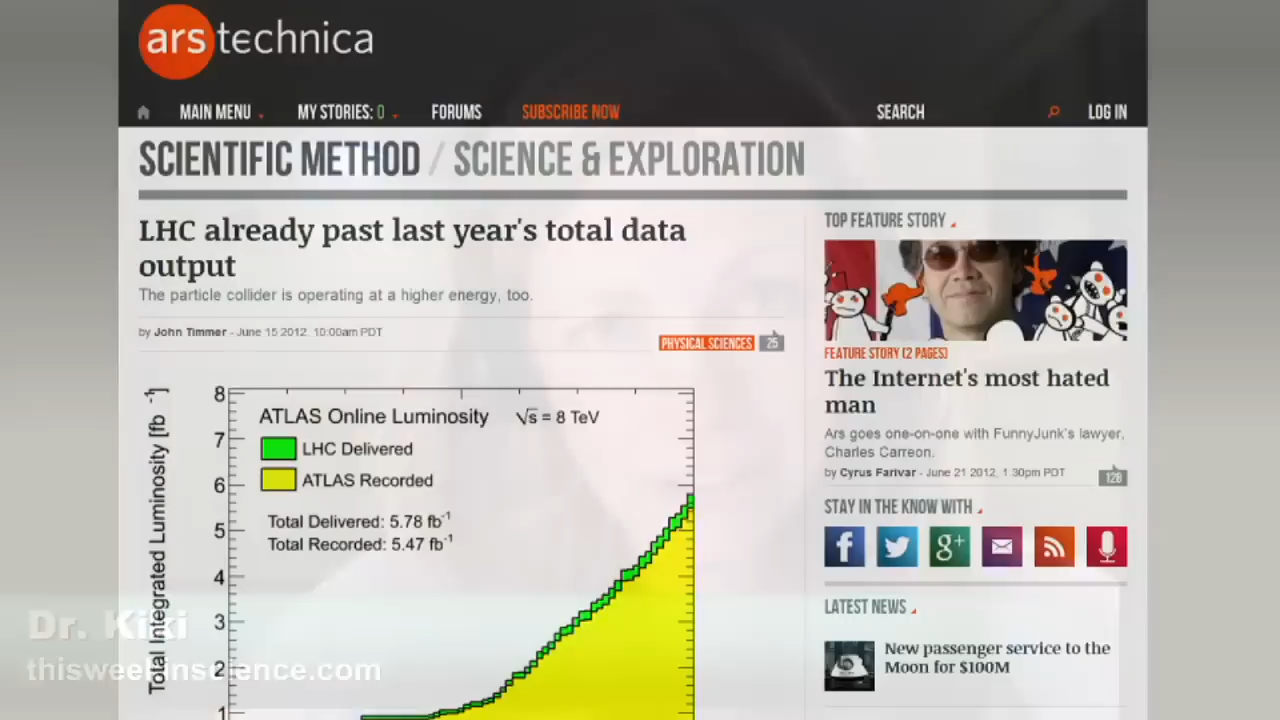 ars technica
MAIN MENU
MY STORIES: 0
FORUMS
SUBSCRIBE NOW
SEARCH
LOG IN
SCIENTIFIC METHOD / SCIENCE & EXPLORATION
LHC already past last year's total data
output
The particle collider is operating at a higher energy, too.
by John Timmer - June 15 2012, 10:00am PDT
PHYSICAL SCIENCES 25
8
7
6
5
4
3
2
1
Total Integrated Luminosity [fb⁻¹]
ATLAS Online Luminosity √s = 8 TeV
LHC Delivered
ATLAS Recorded
Total Delivered: 5.78 fb⁻¹
Total Recorded: 5.47 fb⁻¹
TOP FEATURE STORY
FEATURE STORY (2 PAGES)
The Internet's most hated
man
Ars goes one-on-one with FunnyJunk's lawyer,
Charles Carreon.
by Cyrus Farivar - June 21 2012, 1:30pm PDT
128
STAY IN THE KNOW WITH
f
g+
LATEST NEWS
New passenger service to the
Moon for $100M
Dr. Kiki
thisweekinscience.com